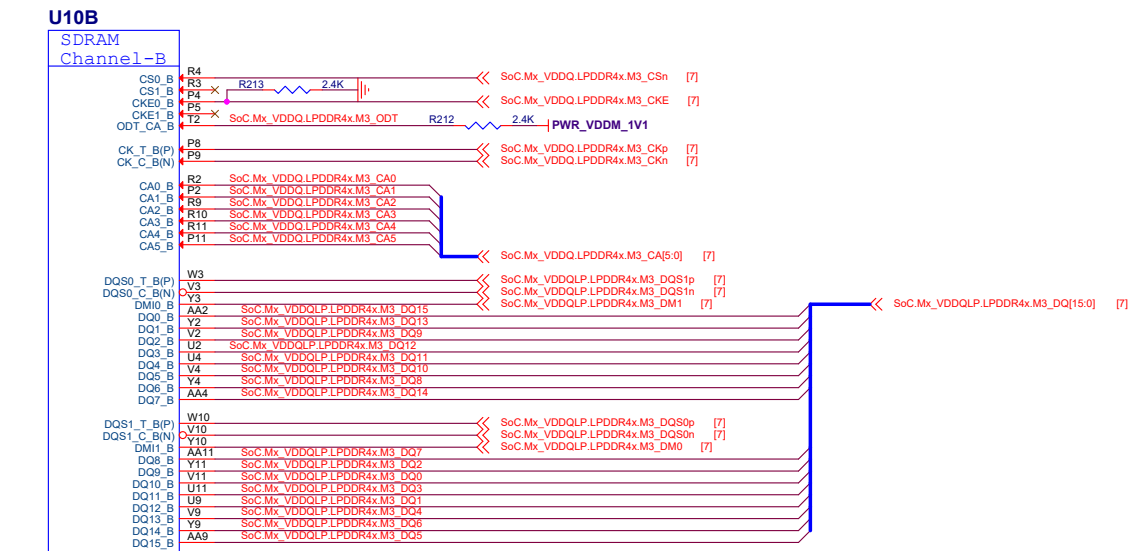 U10B
SDRAM
Channel-B
CS0_B R4 SoC.Mx_VDDQ.LPDDR4x.M3_CSn [7]
CS1_B R3 R213 2.4K
CKE0_B P4 SoC.Mx_VDDQ.LPDDR4x.M3_CKE [7]
CKE1_B P5
ODT_CA_B T2 SoC.Mx_VDDQ.LPDDR4x.M3_ODT R212 2.4K PWR_VDDM_1V1
CK_T_B(P) P8 SoC.Mx_VDDQ.LPDDR4x.M3_CKp [7]
CK_C_B(N) P9 SoC.Mx_VDDQ.LPDDR4x.M3_CKn [7]
CA0_B R2 SoC.Mx_VDDQ.LPDDR4x.M3_CA0
CA1_B P2 SoC.Mx_VDDQ.LPDDR4x.M3_CA1
CA2_B R9 SoC.Mx_VDDQ.LPDDR4x.M3_CA2
CA3_B R10 SoC.Mx_VDDQ.LPDDR4x.M3_CA3
CA4_B R11 SoC.Mx_VDDQ.LPDDR4x.M3_CA4
CA5_B P11 SoC.Mx_VDDQ.LPDDR4x.M3_CA5
SoC.Mx_VDDQ.LPDDR4x.M3_CA[5:0] [7]
DQS0_T_B(P) W3 SoC.Mx_VDDQLP.LPDDR4x.M3_DQS1p [7]
DQS0_C_B(N) V3 SoC.Mx_VDDQLP.LPDDR4x.M3_DQS1n [7]
DMI0_B Y3 SoC.Mx_VDDQLP.LPDDR4x.M3_DM1 [7]
SoC.Mx_VDDQLP.LPDDR4x.M3_DQ[15:0] [7]
DQ0_B AA2 SoC.Mx_VDDQLP.LPDDR4x.M3_DQ15
DQ1_B Y2 SoC.Mx_VDDQLP.LPDDR4x.M3_DQ13
DQ2_B V2 SoC.Mx_VDDQLP.LPDDR4x.M3_DQ9
DQ3_B U2 SoC.Mx_VDDQLP.LPDDR4x.M3_DQ12
DQ4_B U4 SoC.Mx_VDDQLP.LPDDR4x.M3_DQ11
DQ5_B V4 SoC.Mx_VDDQLP.LPDDR4x.M3_DQ10
DQ6_B Y4 SoC.Mx_VDDQLP.LPDDR4x.M3_DQ8
DQ7_B AA4 SoC.Mx_VDDQLP.LPDDR4x.M3_DQ14
DQS1_T_B(P) W10 SoC.Mx_VDDQLP.LPDDR4x.M3_DQS0p [7]
DQS1_C_B(N) V10 SoC.Mx_VDDQLP.LPDDR4x.M3_DQS0n [7]
DMI1_B Y10 SoC.Mx_VDDQLP.LPDDR4x.M3_DM0 [7]
DQ8_B AA11 SoC.Mx_VDDQLP.LPDDR4x.M3_DQ7
DQ9_B Y11 SoC.Mx_VDDQLP.LPDDR4x.M3_DQ2
DQ10_B V11 SoC.Mx_VDDQLP.LPDDR4x.M3_DQ0
DQ11_B U11 SoC.Mx_VDDQLP.LPDDR4x.M3_DQ3
DQ12_B U9 SoC.Mx_VDDQLP.LPDDR4x.M3_DQ1
DQ13_B V9 SoC.Mx_VDDQLP.LPDDR4x.M3_DQ4
DQ14_B Y9 SoC.Mx_VDDQLP.LPDDR4x.M3_DQ6
DQ15_B AA9 SoC.Mx_VDDQLP.LPDDR4x.M3_DQ5